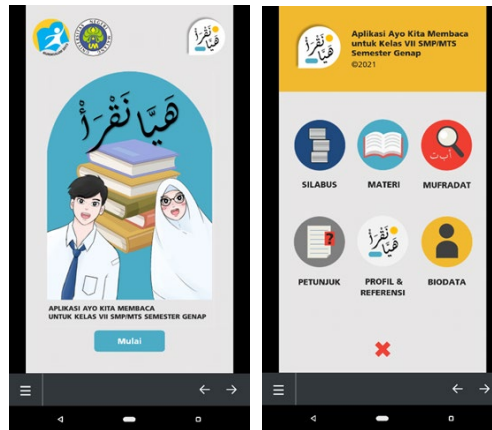 هَيَّا نَقْرَأْ
APLIKASI AYO KITA MEMBACA
UNTUK KELAS VII SMP/MTS SEMESTER GENAP
Mulai
هَيَّا نَقْرَأْ
Aplikasi Ayo Kita Membaca
untuk Kelas VII SMP/MTS
Semester Genap
©2021
SILABUS
MATERI
أ ب ت
MUFRADAT
?
PETUNJUK
هَيَّا نَقْرَأْ
PROFIL &
REFERENSI
BIODATA